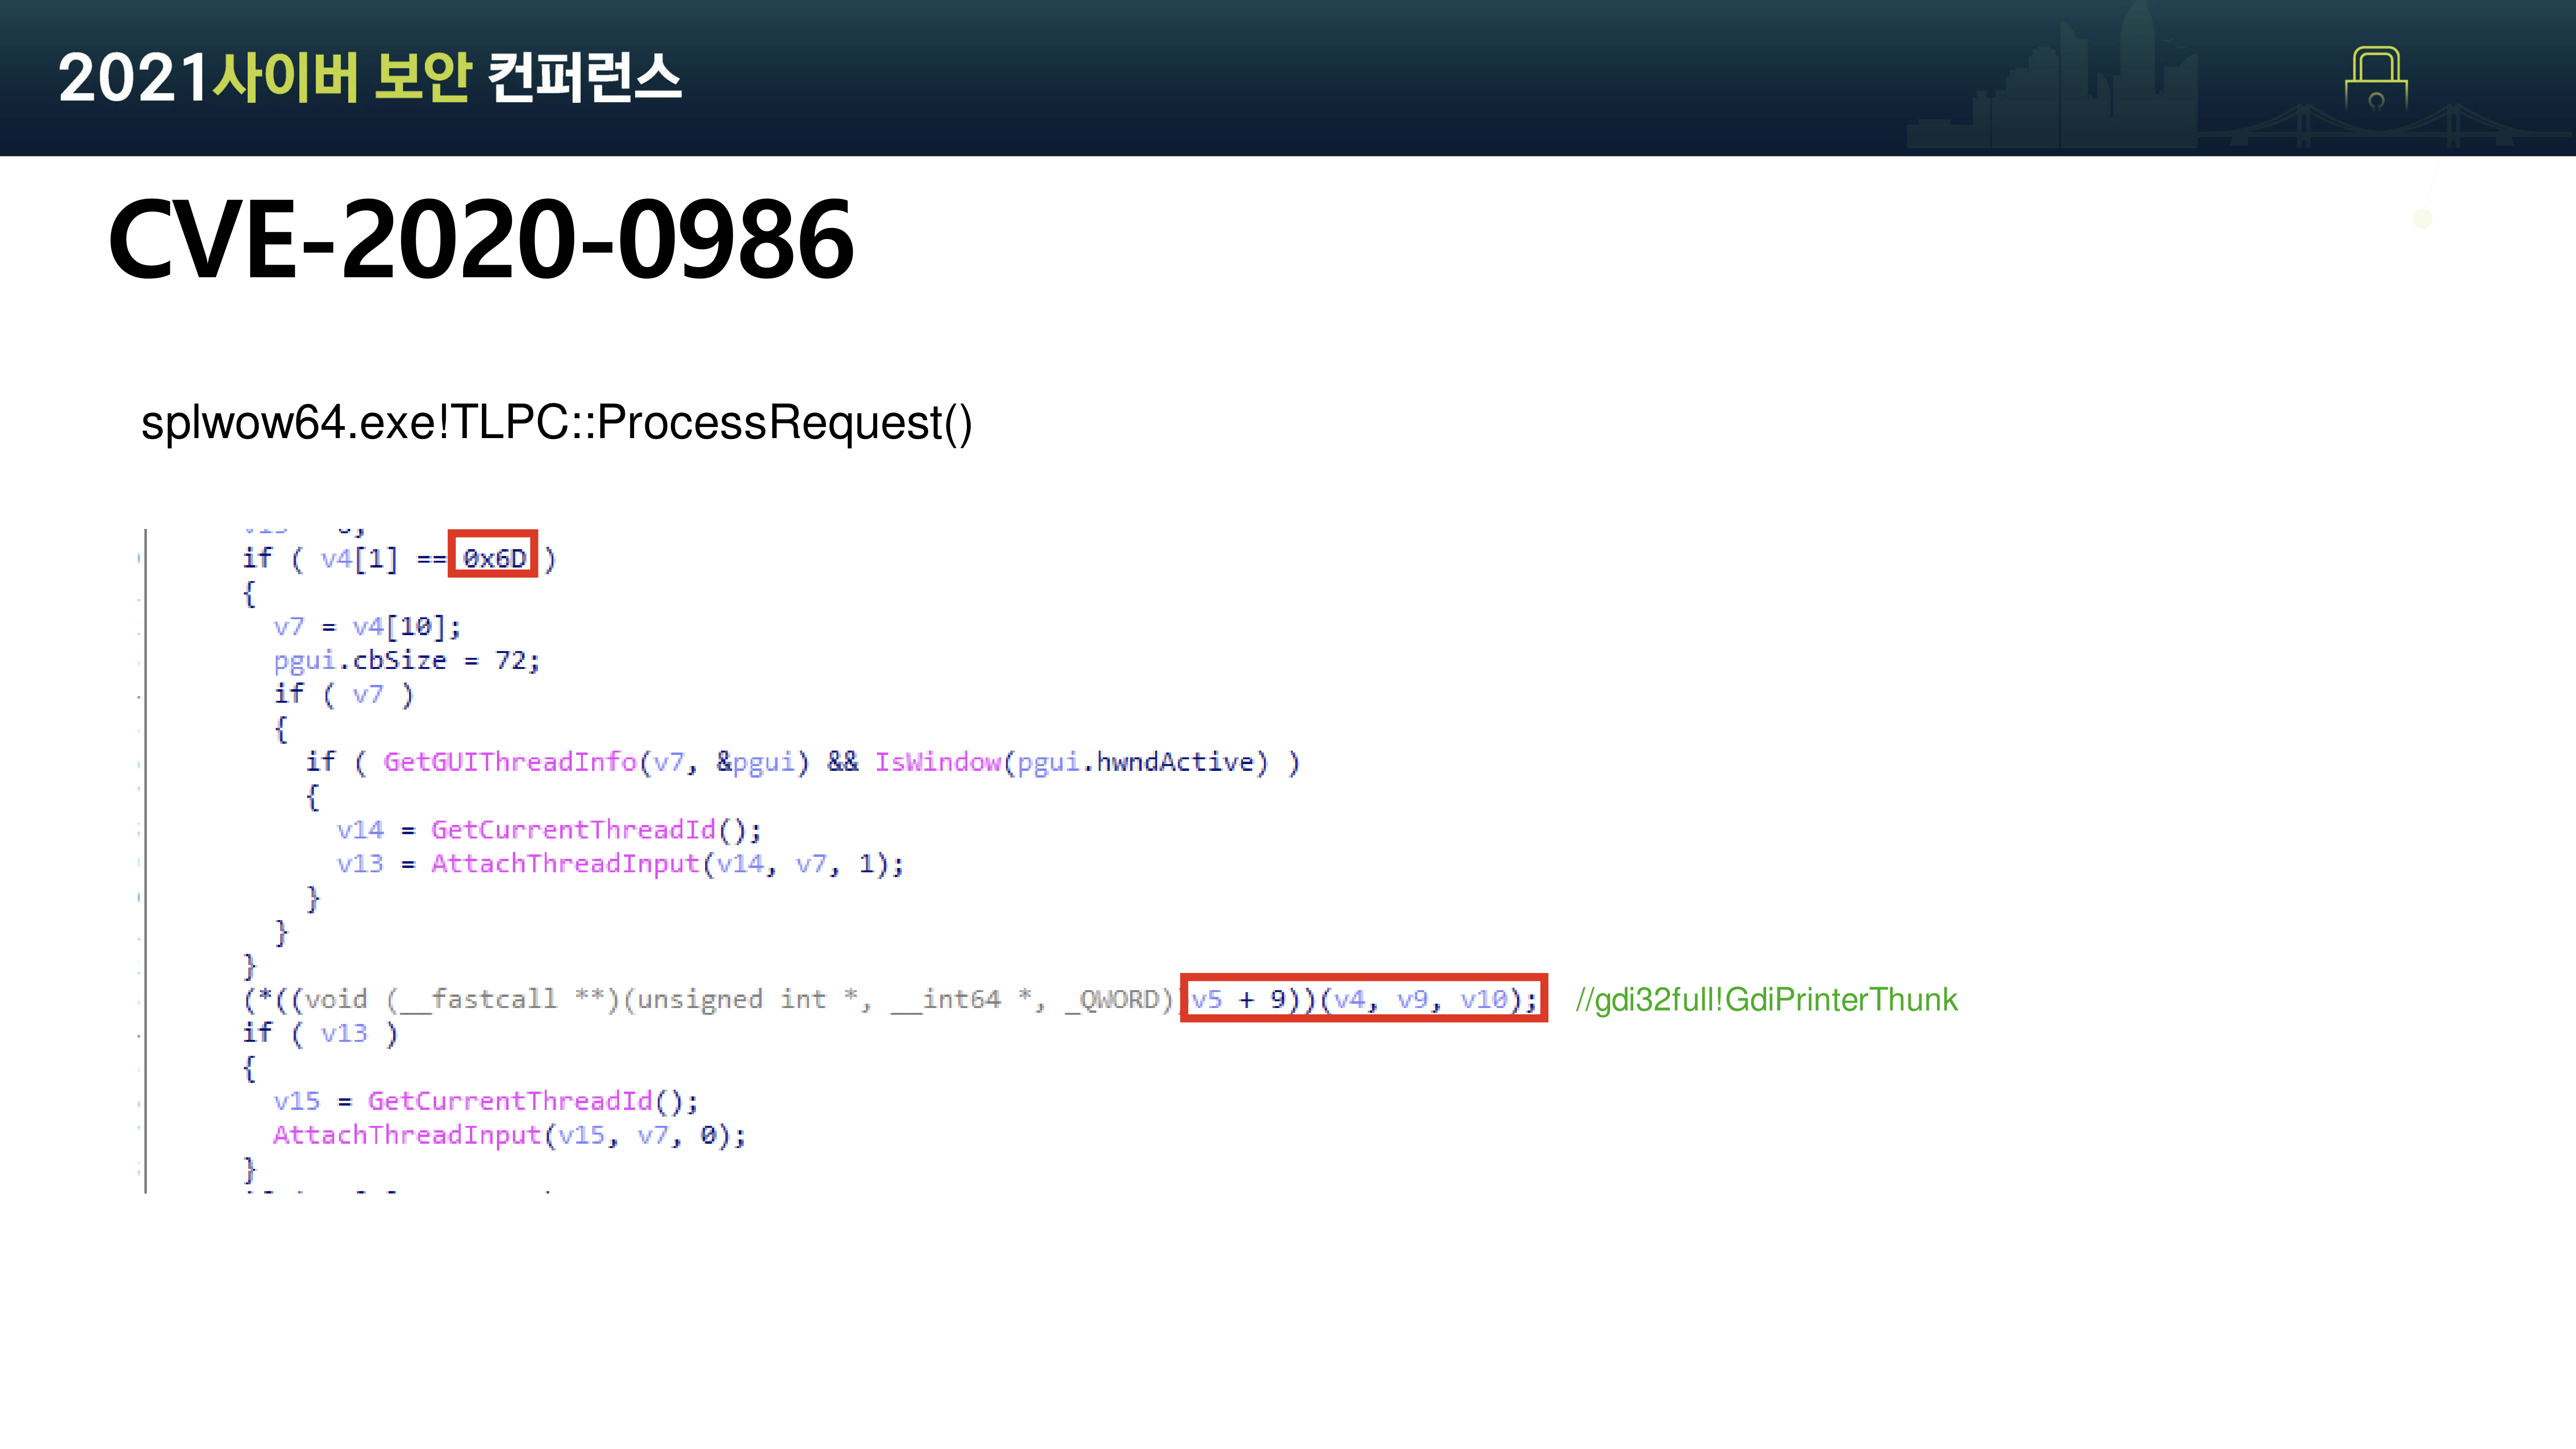 2021사이버 보안 컨퍼런스
CVE-2020-0986
splwow64.exe!TLPC::ProcessRequest()
if ( v4[1] == 0x6D )
{
v7 = v4[10];
pgui.cbSize = 72;
if ( v7 )
{
if ( GetGUIThreadInfo(v7, &pgui) && IsWindow(pgui.hwndActive) )
{
v14 = GetCurrentThreadId();
v13 = AttachThreadInput(v14, v7, 1);
}
}
}
(*((void (__fastcall **)(unsigned int *, __int64 *, _QWORD))v5 + 9))(v4, v9, v10); //gdi32full!GdiPrinterThunk
if ( v13 )
{
v15 = GetCurrentThreadId();
AttachThreadInput(v15, v7, 0);
}